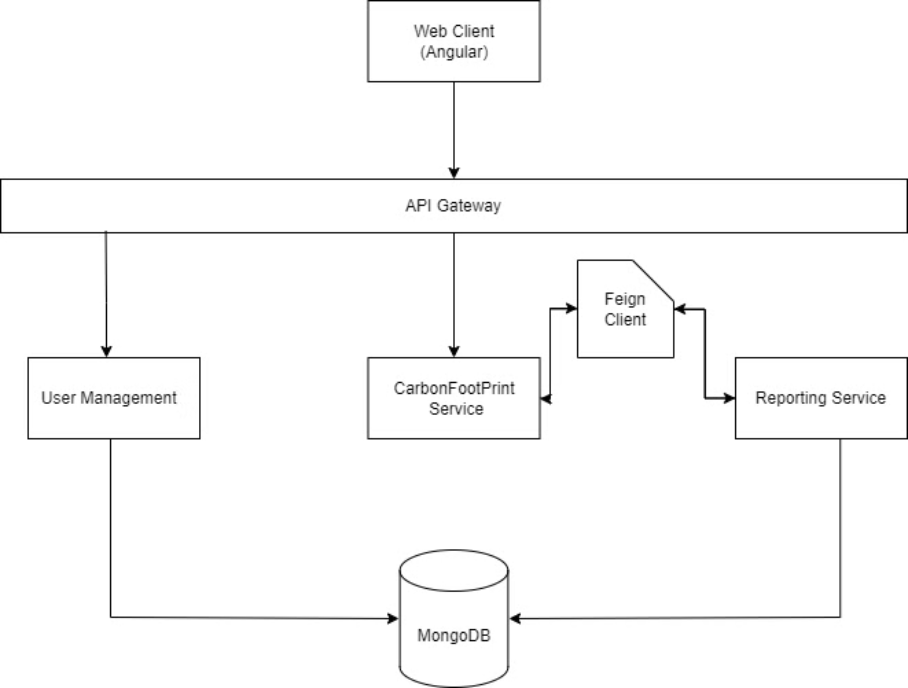 Web Client
(Angular)
API Gateway
Feign
Client
User Management
CarbonFootPrint
Service
Reporting Service
MongoDB